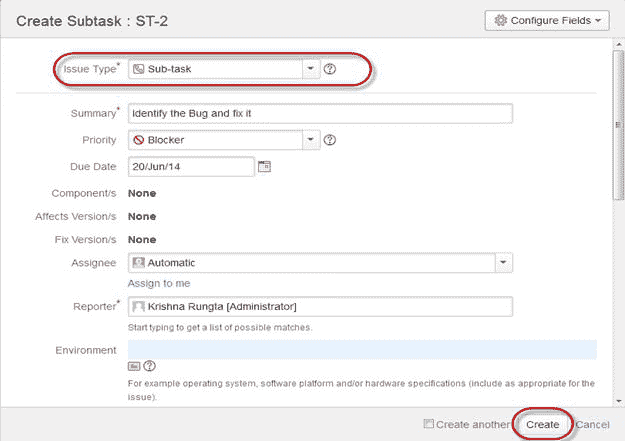 Create Subtask : ST-2
Configure Fields
Issue Type* Sub-task
Summary* Identify the Bug and fix it
Priority Blocker
Due Date 20/Jun/14
Component/s None
Affects Version/s None
Fix Version/s None
Assignee Automatic
Assign to me
Reporter* Krishna Rungta [Administrator]
Start typing to get a list of possible matches.
Environment
For example operating system, software platform and/or hardware specifications (include as appropriate for the
issue).
Create another Create Cancel